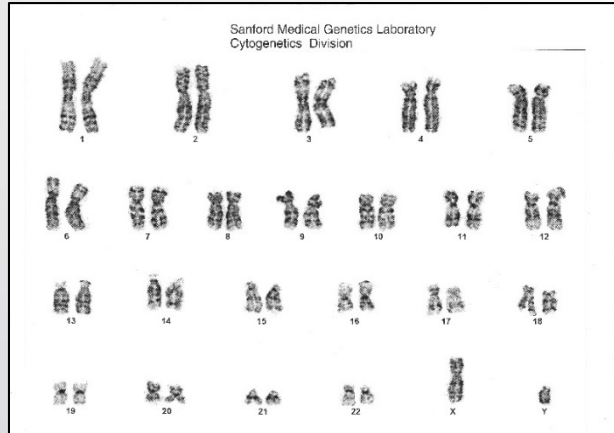 Sanford Medical Genetics Laboratory
Cytogenetics Division
1 2 3 4 5
6 7 8 9 10 11 12
13 14 15 16 17 18
19 20 21 22 X Y